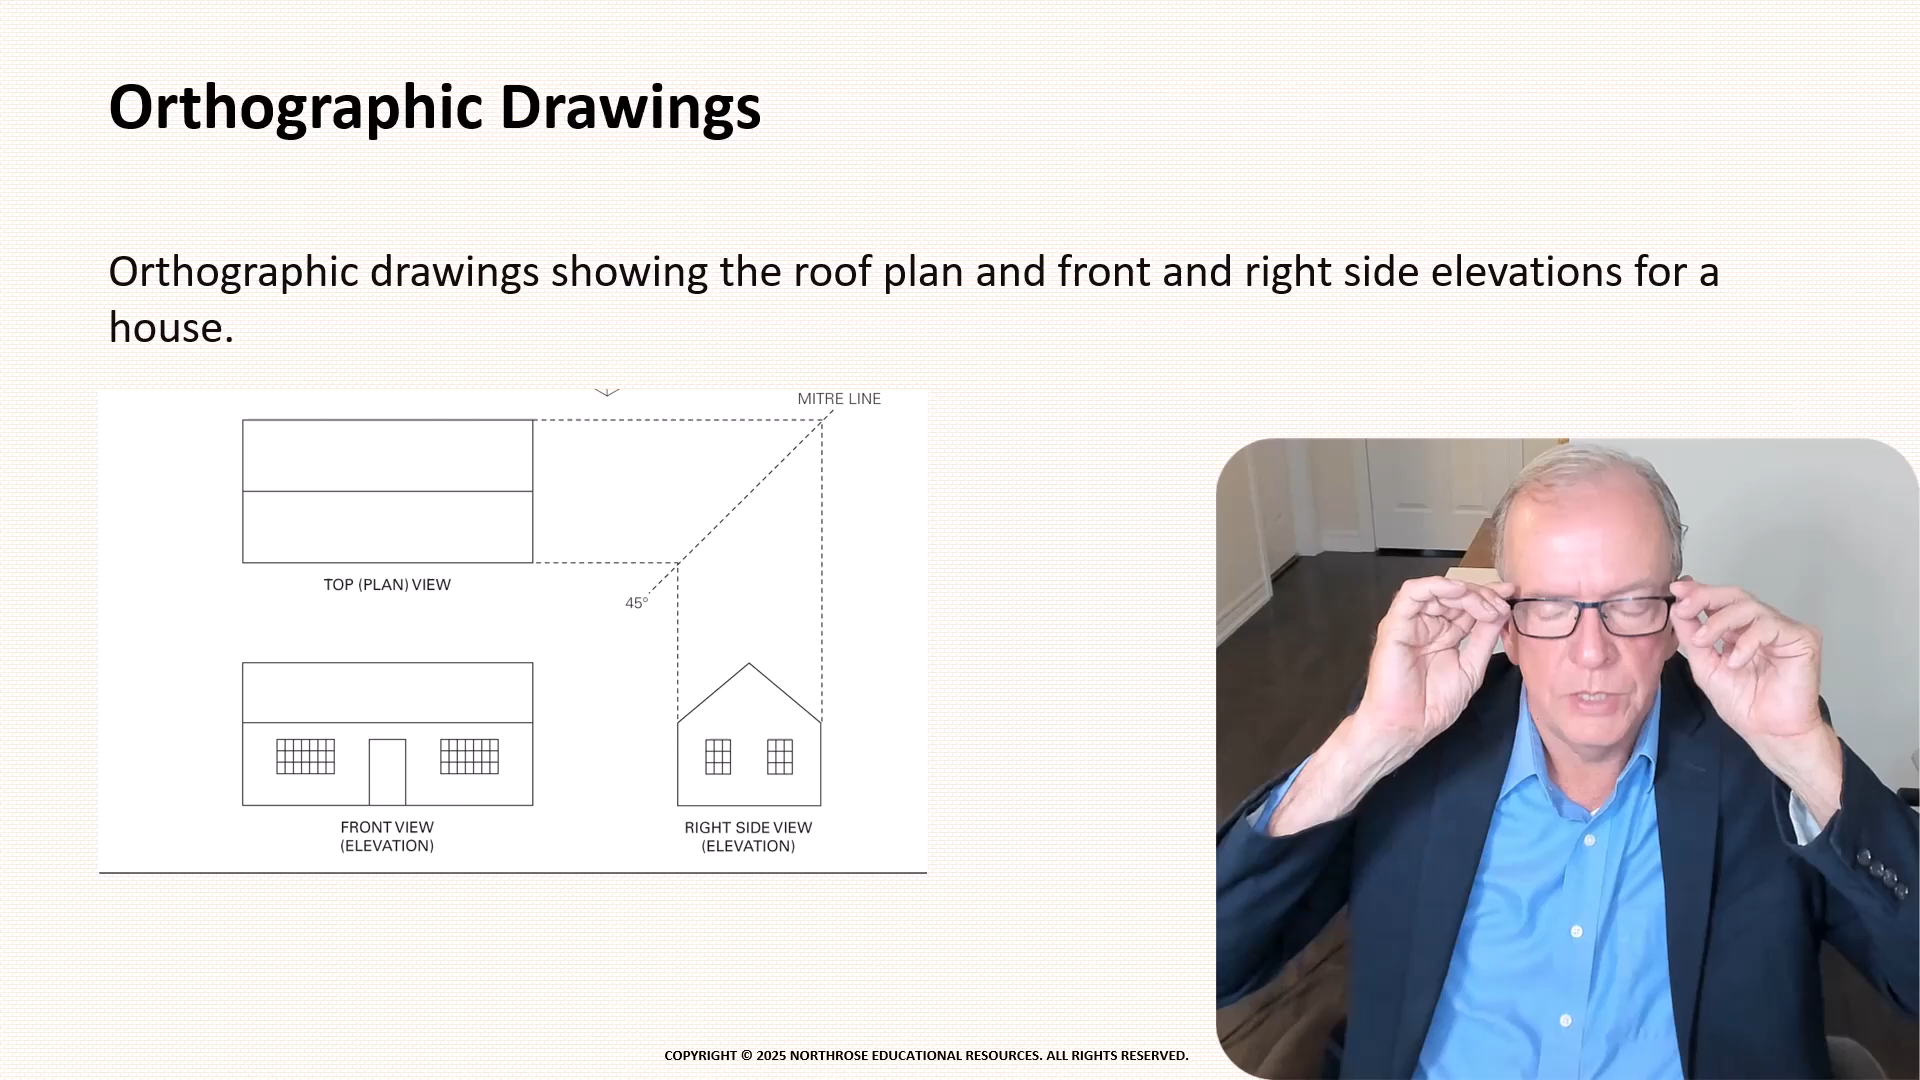 Orthographic Drawings
Orthographic drawings showing the roof plan and front and right side elevations for a
house.
MITRE LINE
TOP (PLAN) VIEW
45°
FRONT VIEW
(ELEVATION)
RIGHT SIDE VIEW
(ELEVATION)
COPYRIGHT © 2025 NORTHROSE EDUCATIONAL RESOURCES. ALL RIGHTS RESERVED.